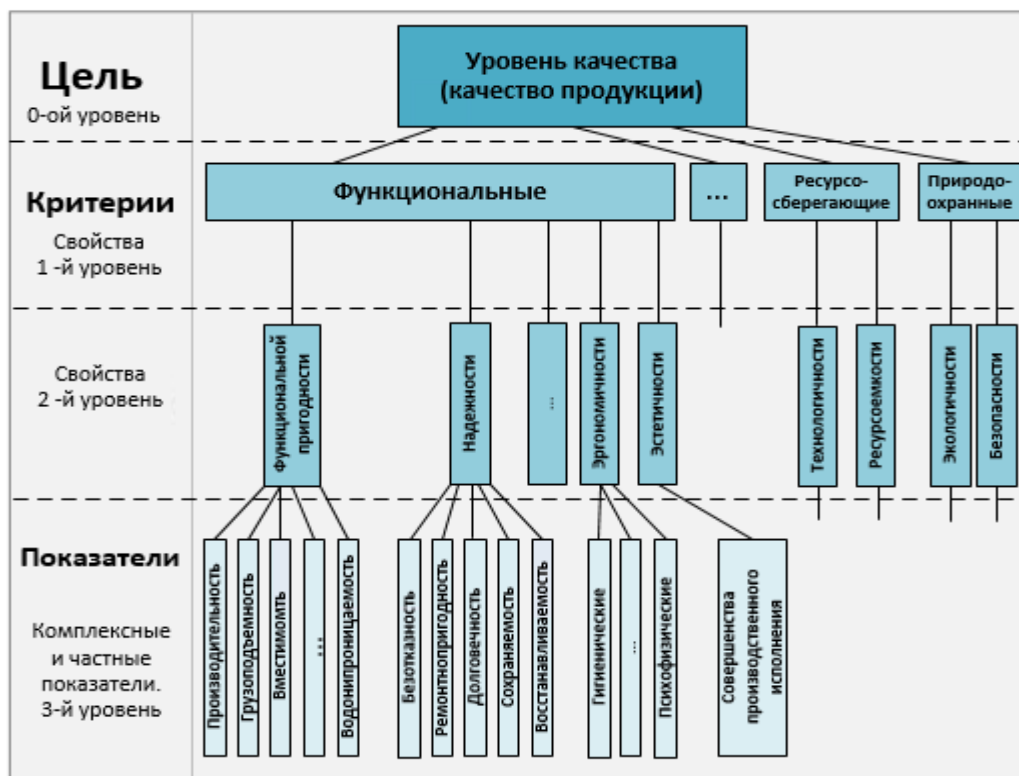 Цель
0-ой уровень
Уровень качества
(качество продукции)
Критерии
Свойства
1 -й уровень
Функциональные
...
Ресурсо-
сберегающие
Природо-
охранные
Свойства
2 -й уровень
Функциональной
пригодности
Надежности
...
Эргономичности
Эстетичности
Технологичности
Ресурсоемкости
Экологичности
Безопасности
Показатели
Комплексные
и частные
показатели.
3-й уровень
Производительность
Грузоподъемность
Вместимомть
...
Водонипроницаемость
Безотказность
Ремонтнопригодность
Долговечность
Сохраняемость
Восстанавливаемость
Гигиенические
...
Психофизические
Совершенства
производственного
исполнения